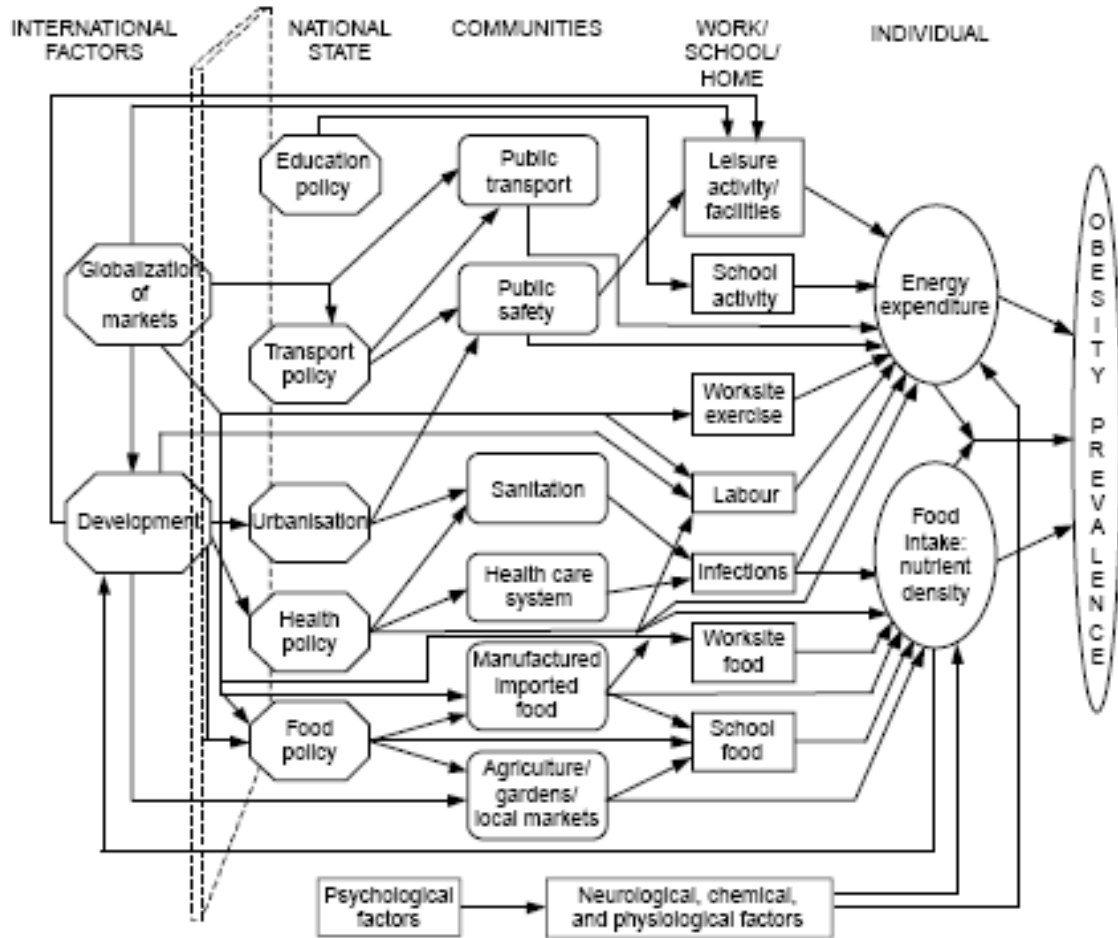 INTERNATIONAL
FACTORS
NATIONAL
STATE
COMMUNITIES
WORK/
SCHOOL/
HOME
INDIVIDUAL
Education
policy
Public
transport
Leisure
activity/
facilities
Globalization
of
markets
Transport
policy
Public
safety
School
activity
Energy
expenditure
Worksite
exercise
Development
Urbanisation
Sanitation
Labour
Health
policy
Health care
system
Infections
Food
intake:
nutrient
density
Manufactured
imported
food
Worksite
food
Food
policy
School
food
Agriculture/
gardens/
local markets
Psychological
factors
Neurological, chemical,
and physiological factors
OBESITY PREVALENCE